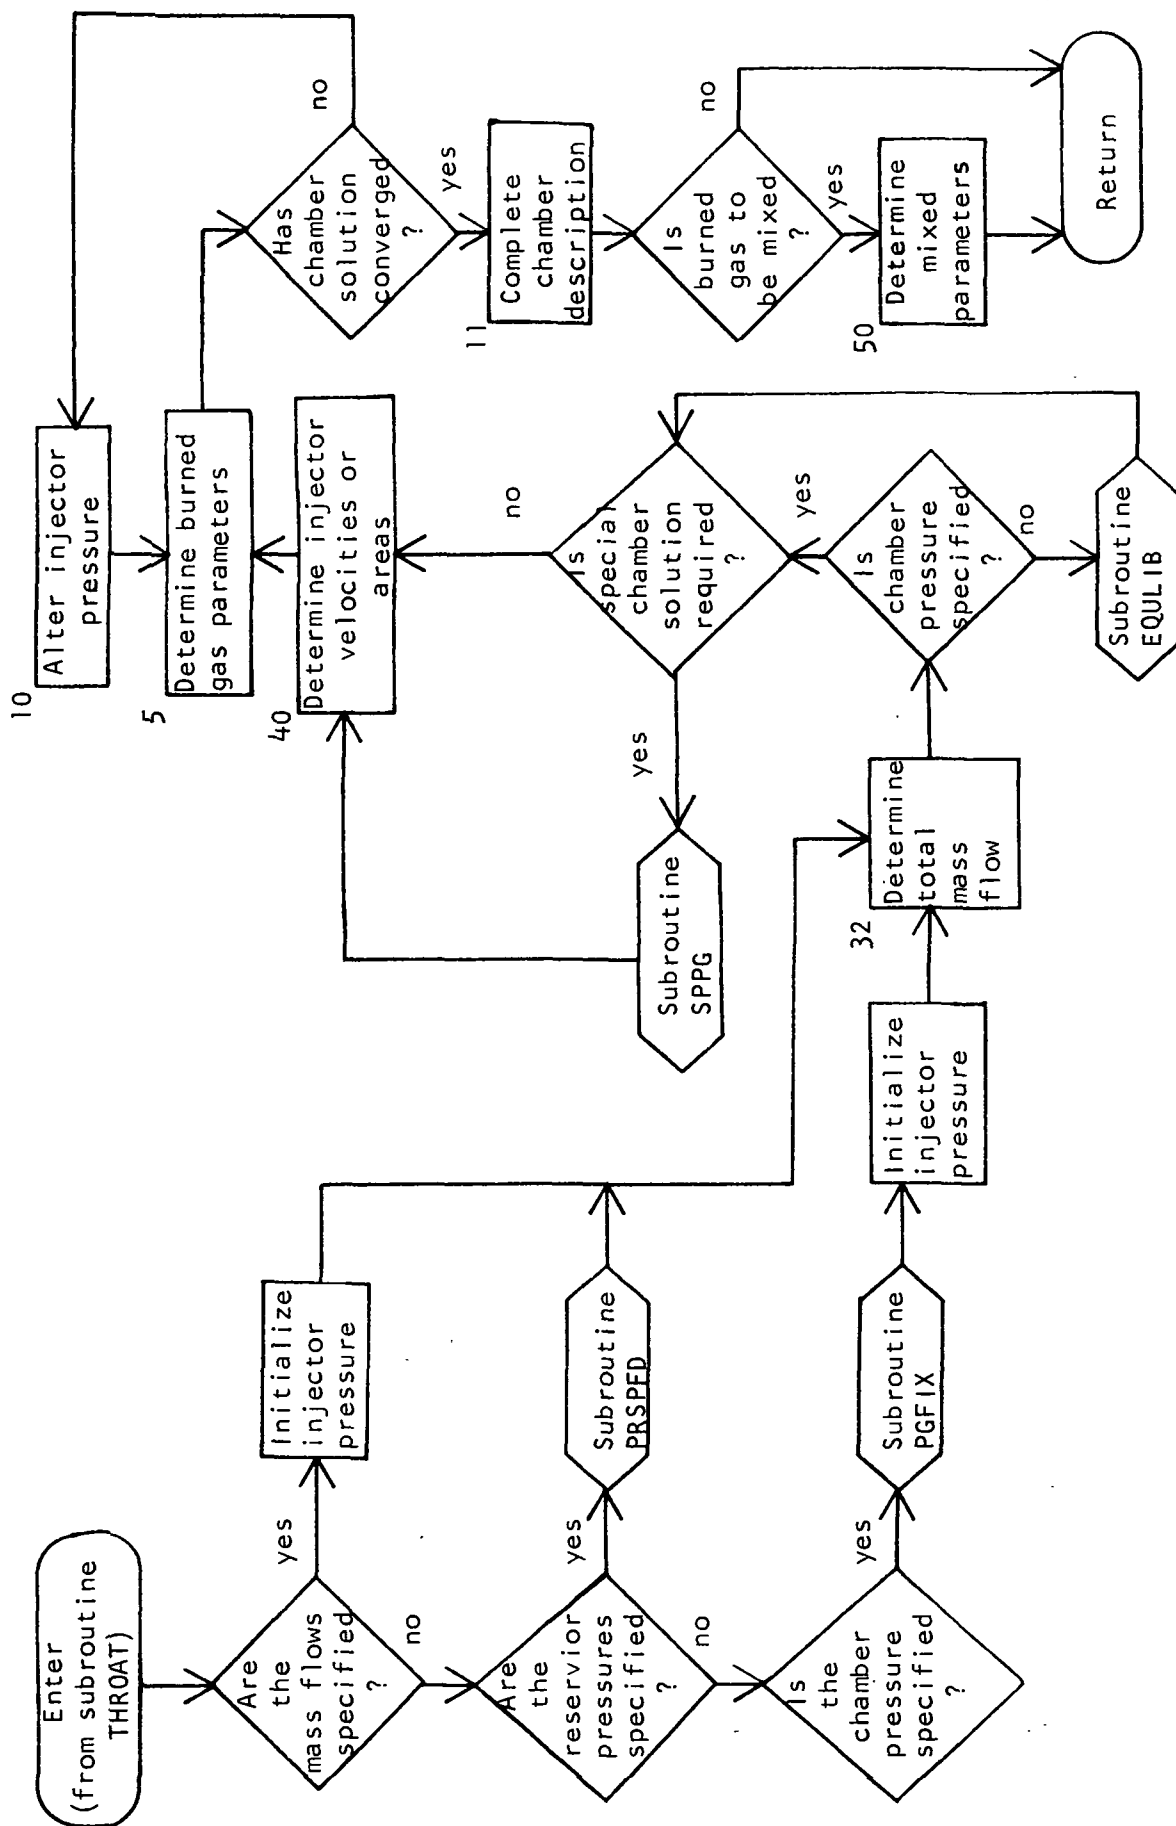 Enter
(from subroutine
THROAT)
Are
the
mass flows
specified
?
yes
no
Initialize
injector
pressure
Are
the
reservior
pressures
specified
?
yes
no
Subroutine
PRSPFD
Is
the
chamber
pressure
specified
?
yes
Subroutine
PGFIX
Initialize
injector
pressure
32
Determine
total
mass
flow
Is
chamber
pressure
specified
?
yes
no
Subroutine
EQULIB
Is
special
chamber
solution
required
?
yes
no
Subroutine
SPPG
40
Determine injector
velocities or
areas
5
Determine burned
gas parameters
10
Alter injector
pressure
Has
chamber
solution
converged
?
no
yes
11
Complete
chamber
description
Is
burned
gas to
be mixed
?
no
yes
50
Determine
mixed
parameters
Return